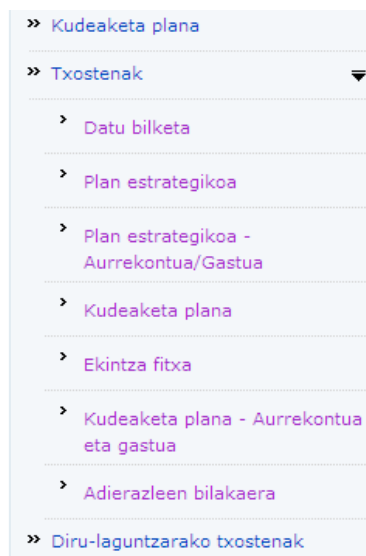 Kudeaketa plana
Txostenak
Datu bilketa
Plan estrategikoa
Plan estrategikoa -
Aurrekontua/Gastua
Kudeaketa plana
Ekintza fitxa
Kudeaketa plana - Aurrekontua
eta gastua
Adierazleen bilakaera
Diru-laguntzarako txostenak